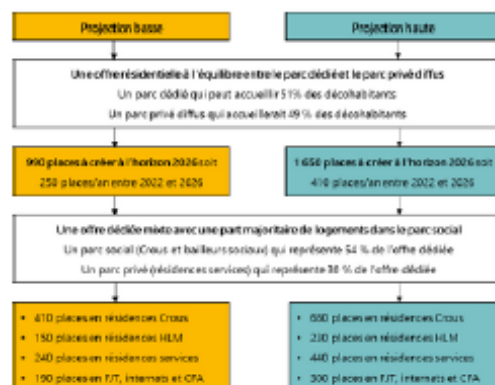 Projection basse
Projection haute
Une offre résidentielle à l'équilibre entre le parc dédié et le parc privé diffus
Un parc dédié qui peut accueillir 51% des décohabitants
Un parc privé diffus qui accueillerait 49 % des décohabitants
990 places à créer à l'horizon 2026 soit
250 places/an entre 2022 et 2026
1 650 places à créer à l'horizon 2026 soit
410 places/an entre 2022 et 2026
Une offre dédiée mixte avec une part majoritaire de logements dans le parc social
Un parc social (Crous et bailleurs sociaux) qui représente 54 % de l'offre dédiée
Un parc privé (résidences services) qui représente % de l'offre dédiée
• 410 places en résidences Crous
• 150 places en résidences HLM
• 240 places en résidences services
• 190 places en FJT, internats et CFA
• places en résidences Crous
• 230 places en résidences HLM
• 440 places en résidences services
• 300 places en FJT, internats et CFA